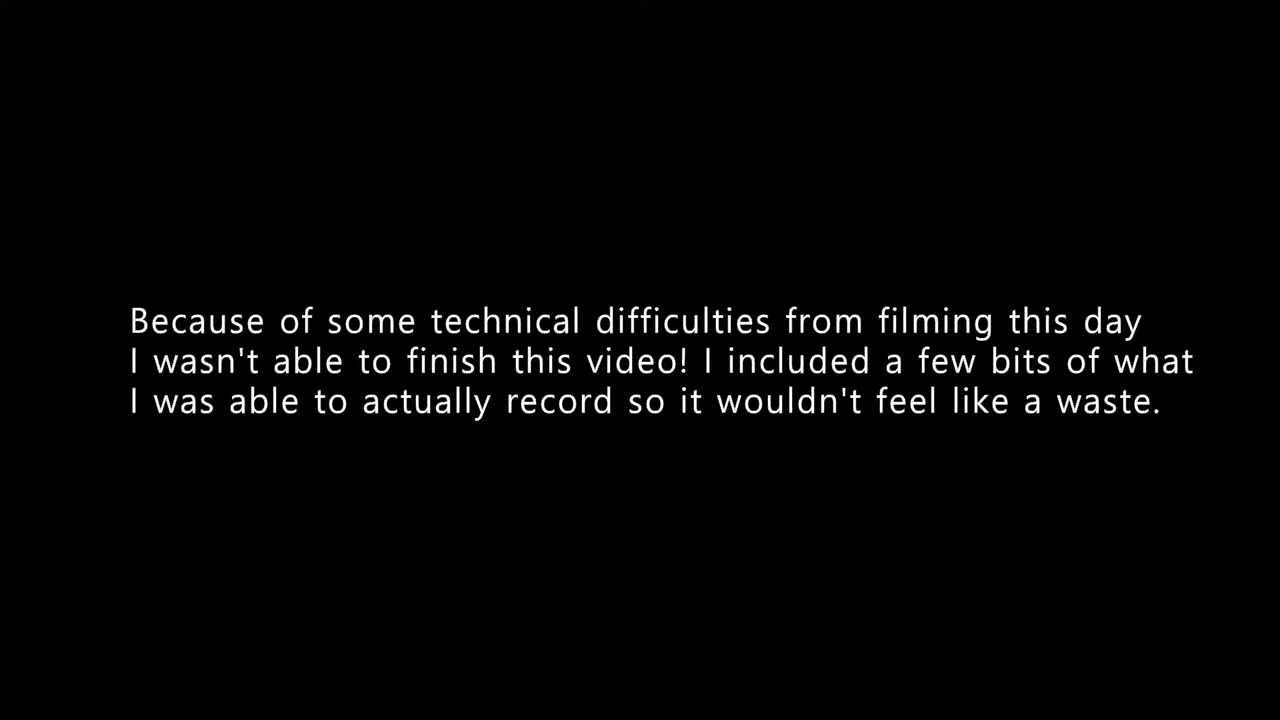 Because of some technical difficulties from filming this day
I wasn't able to finish this video! I included a few bits of what
I was able to actually record so it wouldn't feel like a waste.